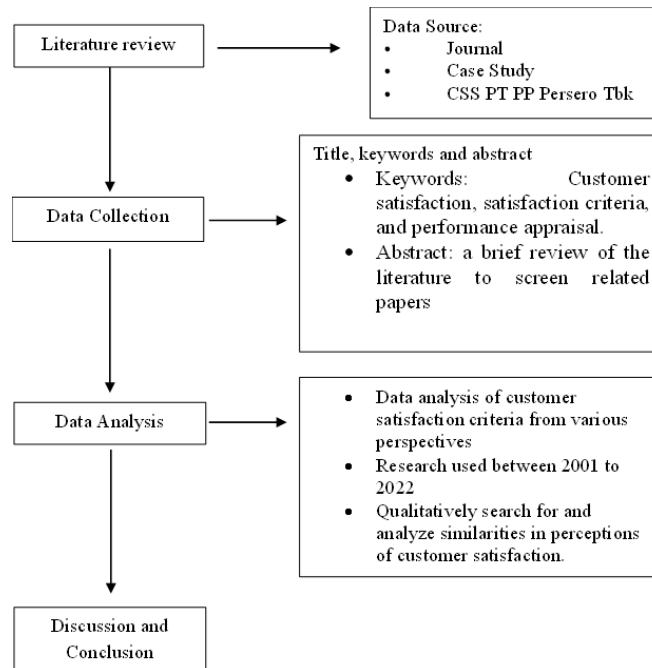 Literature review
Data Source:
• Journal
• Case Study
• CSS PT PP Persero Tbk
Data Collection
Title, keywords and abstract
• Keywords: Customer
satisfaction, satisfaction criteria,
and performance appraisal.
• Abstract: a brief review of the
literature to screen related
papers
Data Analysis
• Data analysis of customer
satisfaction criteria from various
perspectives
• Research used between 2001 to
2022
• Qualitatively search for and
analyze similarities in perceptions
of customer satisfaction.
Discussion and
Conclusion